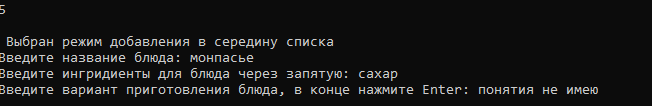 5
Выбран режим добавления в середину списка
Введите название блюда: монпасье
Введите ингридиенты для блюда через запятую: сахар
Введите вариант приготовления блюда, в конце нажмите Enter: понятия не имею